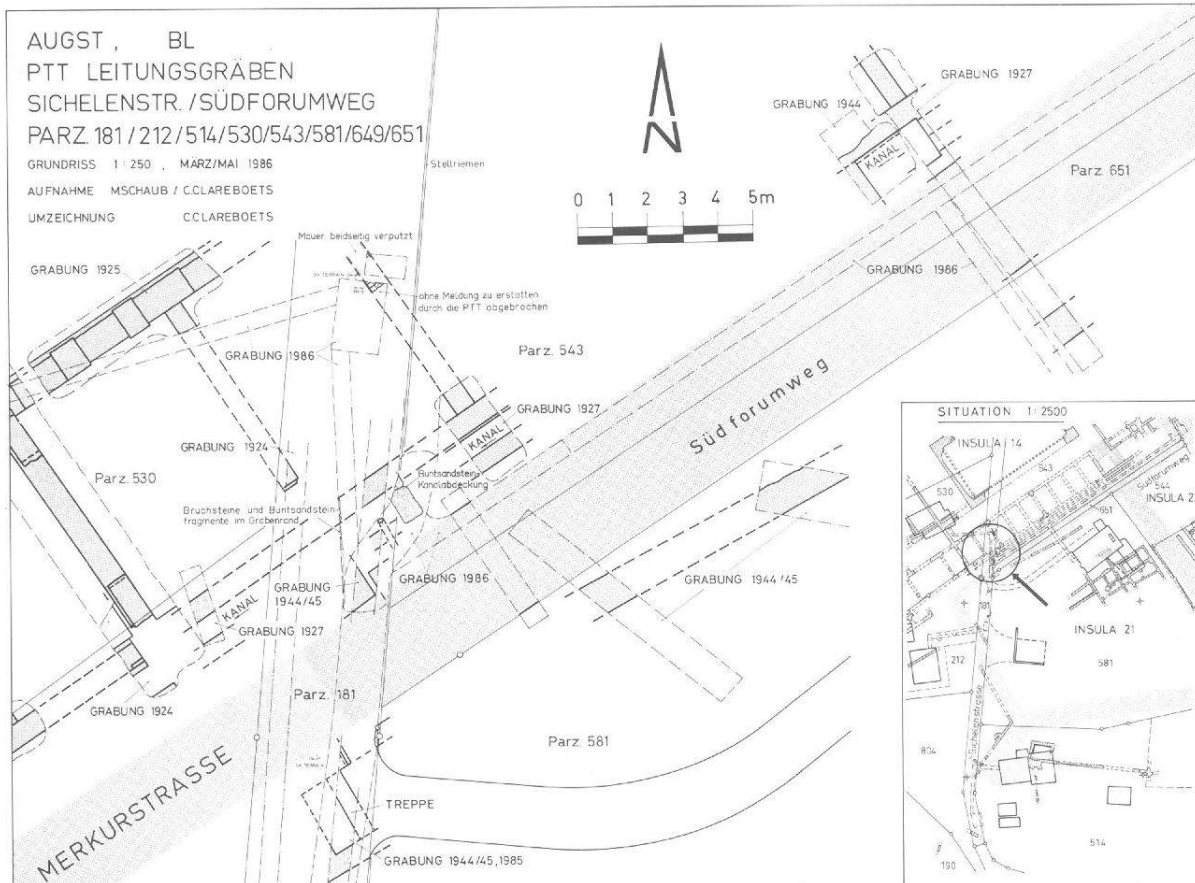 AUGST , BL
PTT LEITUNGSGRÄBEN
SICHELENSTR. / SÜDFORUMWEG
PARZ. 181 / 212 / 514 / 530 / 543 / 581 / 649 / 651
GRUNDRISS 1:250 , MÄRZ/MAI 1986
AUFNAHME MSCHAUB / C.CLAREBOETS
UMZEICHNUNG C.CLAREBOETS
N
0 1 2 3 4 5m
Stellriemen
Mauer beidseitig verputzt
GRABUNG 1925
ohne Meldung zu erstatten
durch die PTT abgebrochen
GRABUNG 1986
Parz. 543
GRABUNG 1927
GRABUNG 1944
KANAL
Parz. 651
GRABUNG 1986
Südforumweg
GRABUNG 1927
KANAL
GRABUNG 1924
Parz. 530
Buntsandstein-
Kanalabdeckung
Bruchsteine und Buntsandstein-
fragmente im Grabenrand
GRABUNG
1944/45
GRABUNG 1986
GRABUNG 1944/45
KANAL
GRABUNG 1927
GRABUNG 1924
Parz. 181
Parz. 581
MERKURSTRASSE
TREPPE
GRABUNG 1944/45, 1985
SITUATION 1:2500
INSULA 14
543
530
Südforumweg
544
INSULA 2
651
181
INSULA 21
212
581
Sichelenstrasse
804
514
190